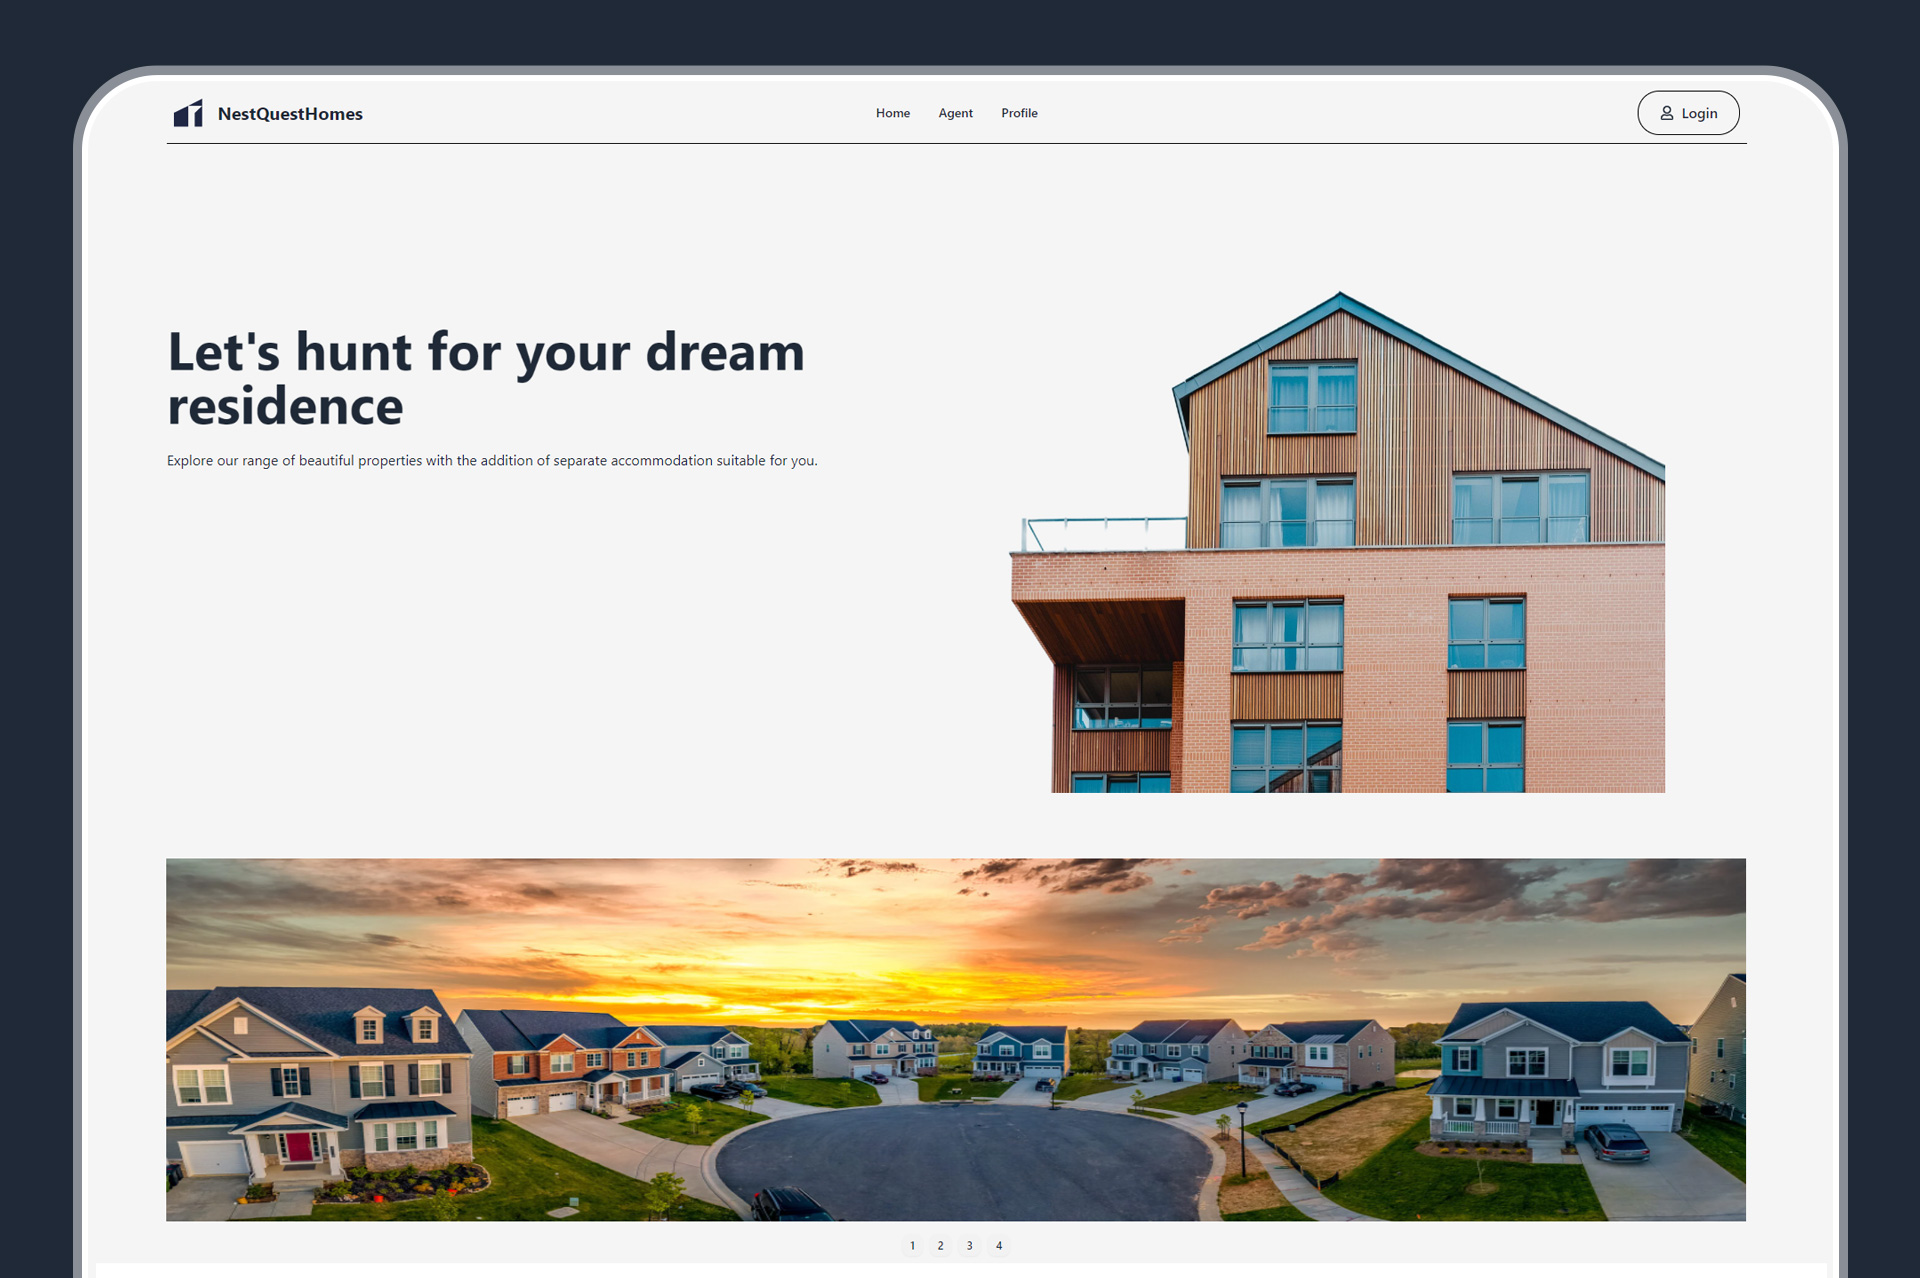 NestQuestHomes
Home Agent Profile
Login
Let's hunt for your dream
residence
Explore our range of beautiful properties with the addition of separate accommodation suitable for you.
1 2 3 4